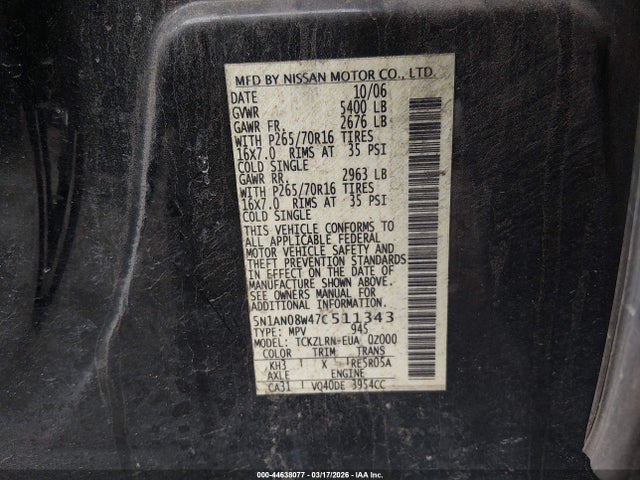 MFD BY NISSAN MOTOR CO., LTD.
DATE 10/06
GVWR 5400 LB
GAWR FR. 2676 LB
WITH P265/70R16 TIRES
16X7.0 RIMS AT 35 PSI
COLD SINGLE
GAWR RR. 2963 LB
WITH P265/70R16 TIRES
16X7.0 RIMS AT 35 PSI
COLD SINGLE
THIS VEHICLE CONFORMS TO
ALL APPLICABLE FEDERAL
MOTOR VEHICLE SAFETY AND
THEFT PREVENTION STANDARDS
IN EFFECT ON THE DATE OF
MANUFACTURE SHOWN ABOVE.
SEE OWNERS MANUAL FOR
ADDITIONAL INFORMATION.
5N1AN08W47C511343
TYPE: MPV 945
MODEL: TCKZLRN-EUA 0Z000
COLOR TRIM TRANS
KH3 X RE5R05A
AXLE ENGINE
CA31 VQ40DE 3954CC
000-44638077 - 03/17/2026 - IAA Inc.